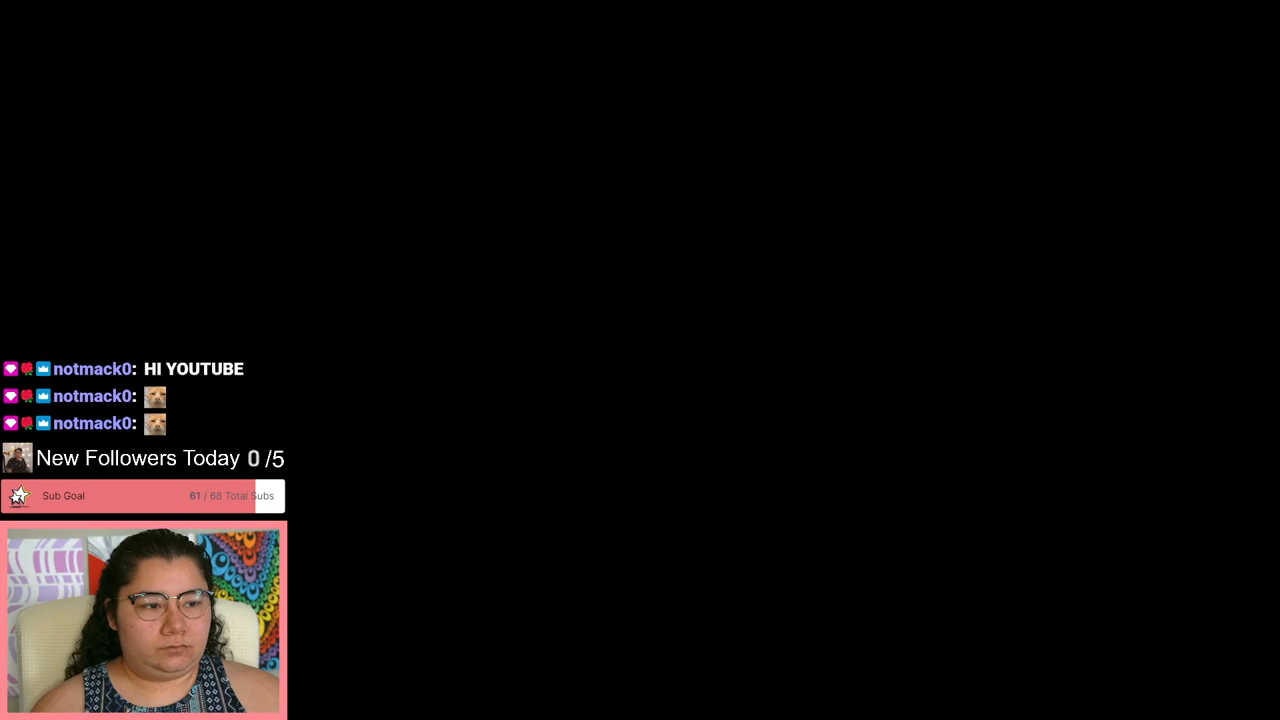 notmack0: HI YOUTUBE
notmack0:
notmack0:
New Followers Today 0 /5
Sub Goal 61 / 68 Total Subs